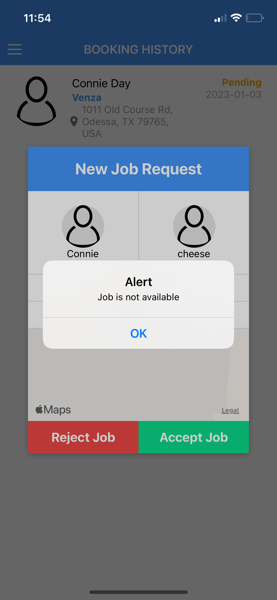 11:54
BOOKING HISTORY
Connie Day
Pending
Venza
2023-01-03
1011 Old Course Rd,
Odessa, TX 79765,
USA
New Job Request
Connie
cheese
Alert
Job is not available
OK
Maps
Legal
Reject Job
Accept Job